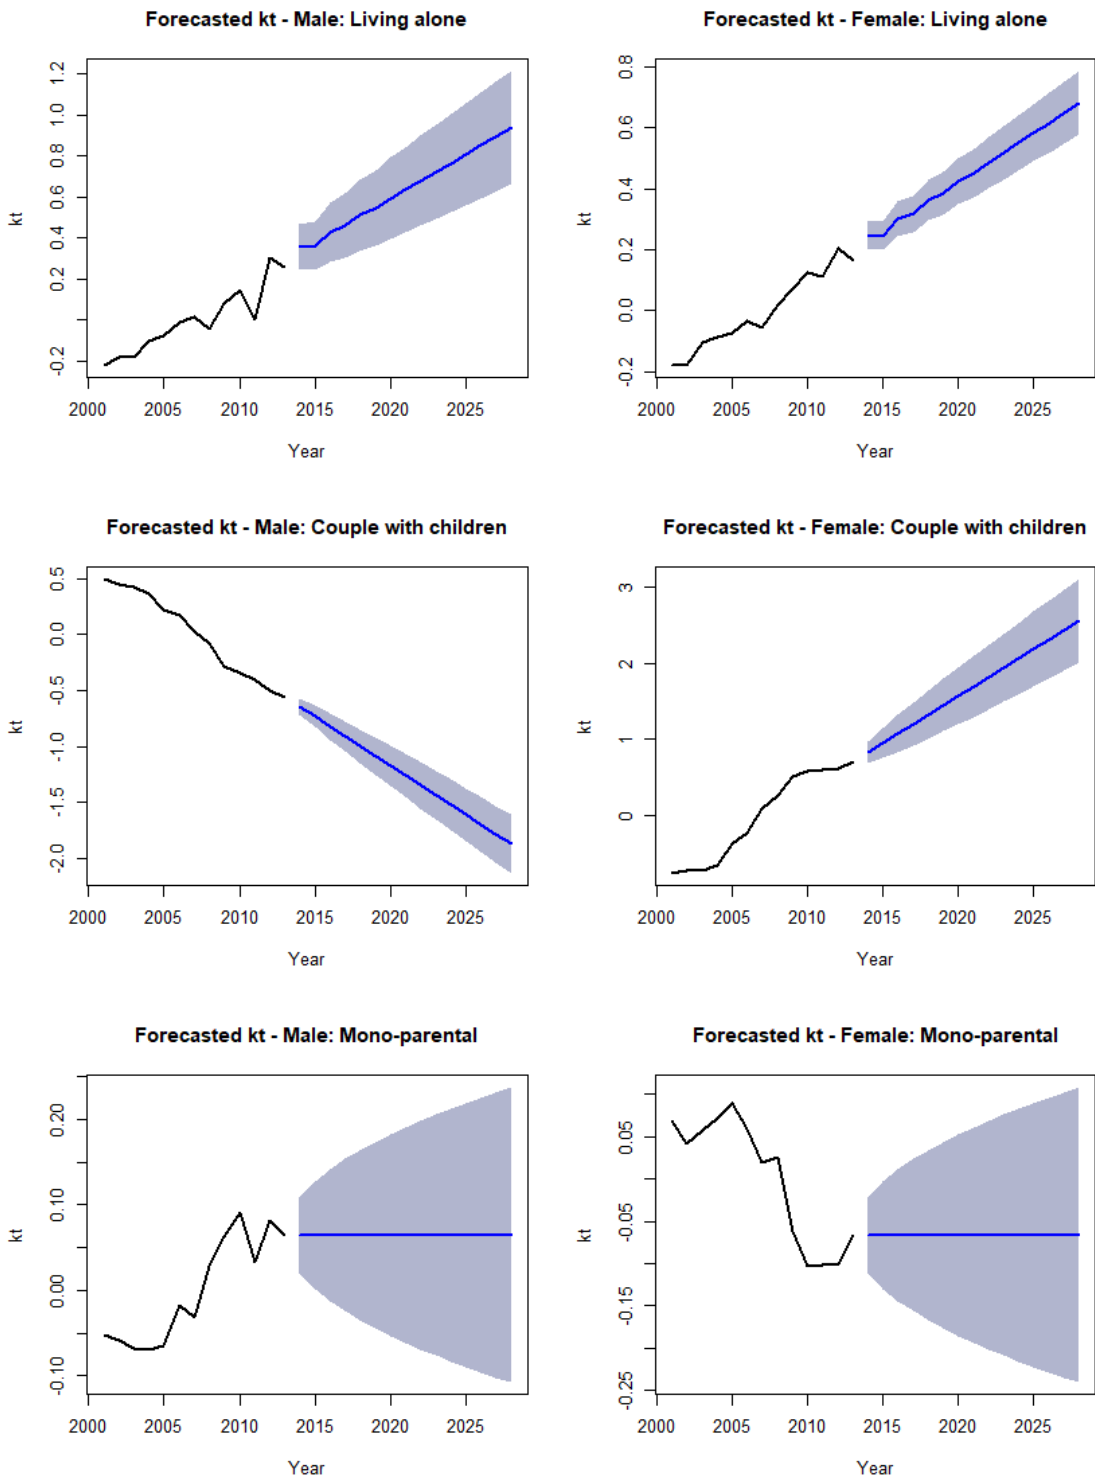 Forecasted kt - Male: Living alone
Forecasted kt - Female: Living alone
kt
1.2
1.0
0.8
0.6
0.4
0.2
-0.2
2000 2005 2010 2015 2020 2025
Year
kt
0.8
0.6
0.4
0.2
0.0
-0.2
2000 2005 2010 2015 2020 2025
Year
Forecasted kt - Male: Couple with children
Forecasted kt - Female: Couple with children
kt
0.5
0.0
-0.5
-1.0
-1.5
-2.0
2000 2005 2010 2015 2020 2025
Year
kt
3
2
1
0
2000 2005 2010 2015 2020 2025
Year
Forecasted kt - Male: Mono-parental
Forecasted kt - Female: Mono-parental
kt
0.20
0.10
0.00
-0.10
2000 2005 2010 2015 2020 2025
Year
kt
0.05
-0.05
-0.15
-0.25
2000 2005 2010 2015 2020 2025
Year